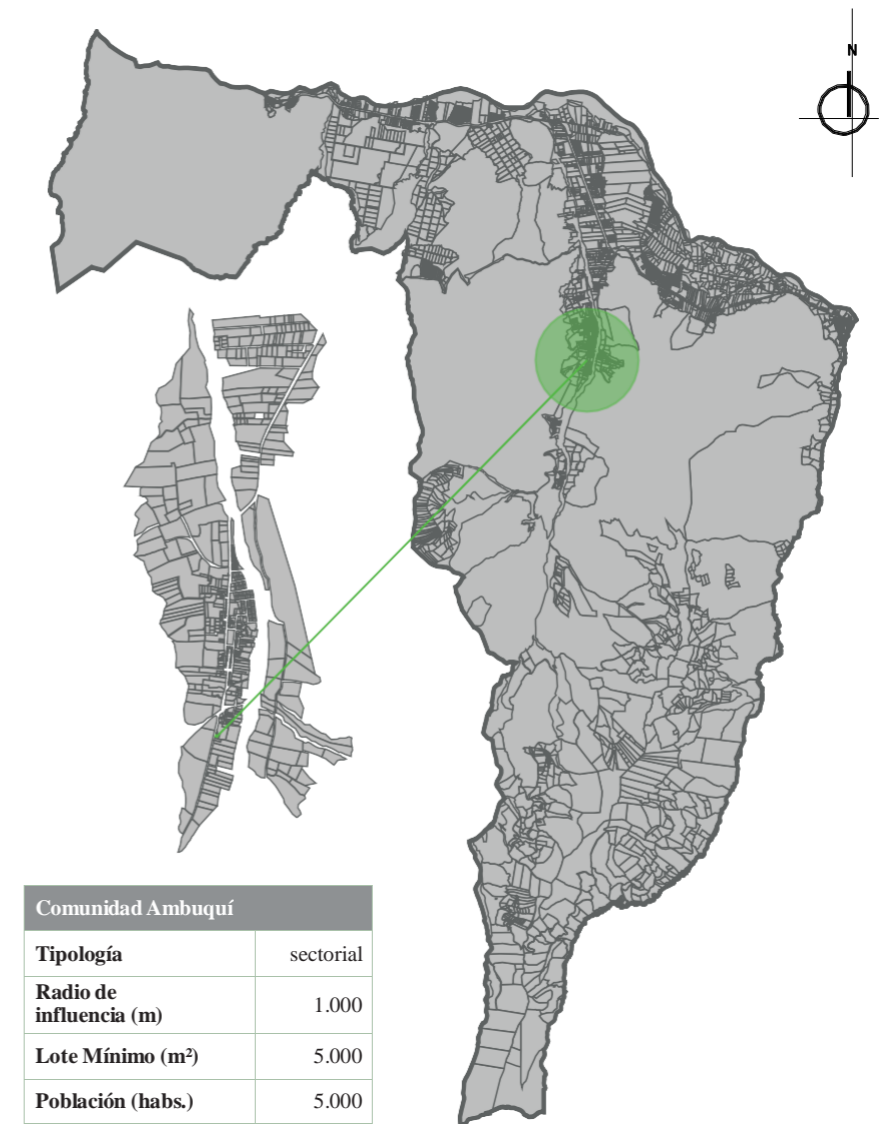 N
Comunidad Ambuquí
Tipología sectorial
Radio de
influencia (m) 1.000
Lote Mínimo (m²) 5.000
Población (habs.) 5.000